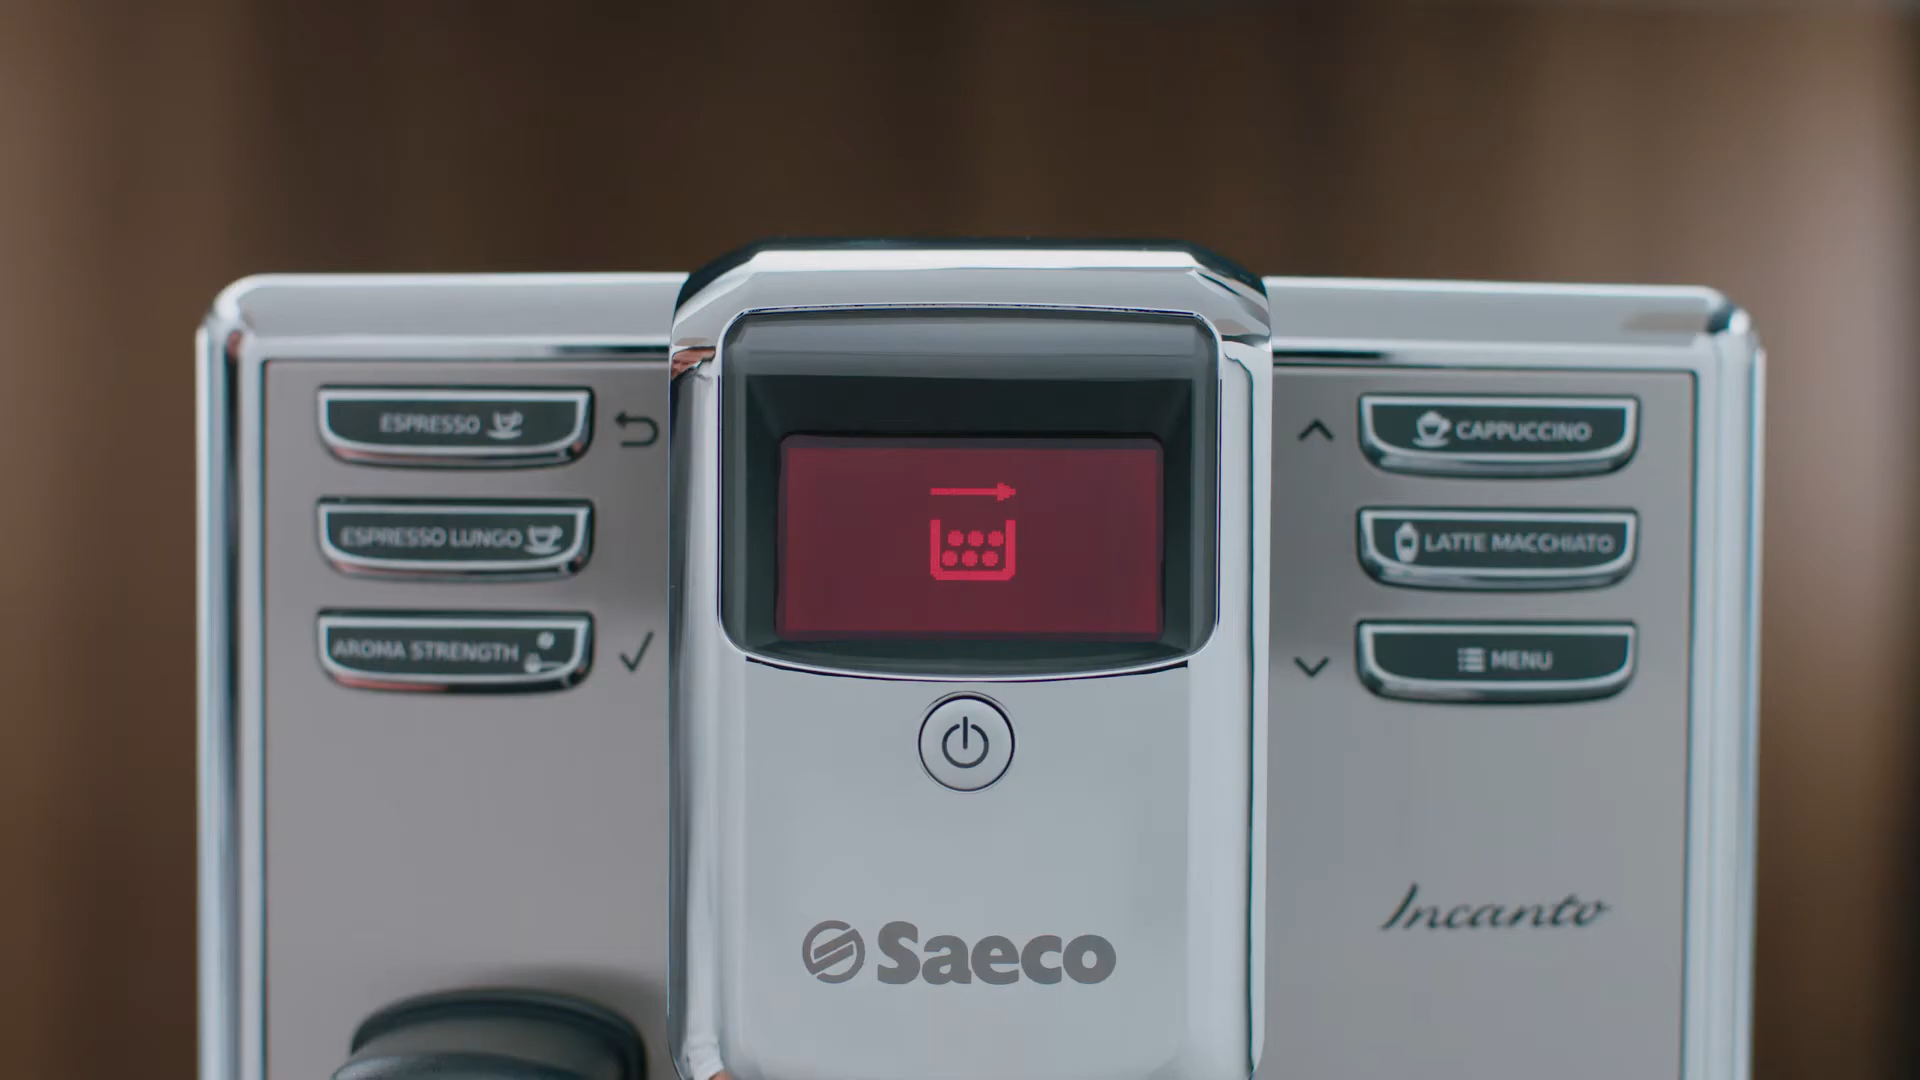 ESPRESSO
ESPRESSO LUNGO
AROMA STRENGTH
CAPPUCCINO
LATTE MACCHIATO
MENU
Saeco
Incanto